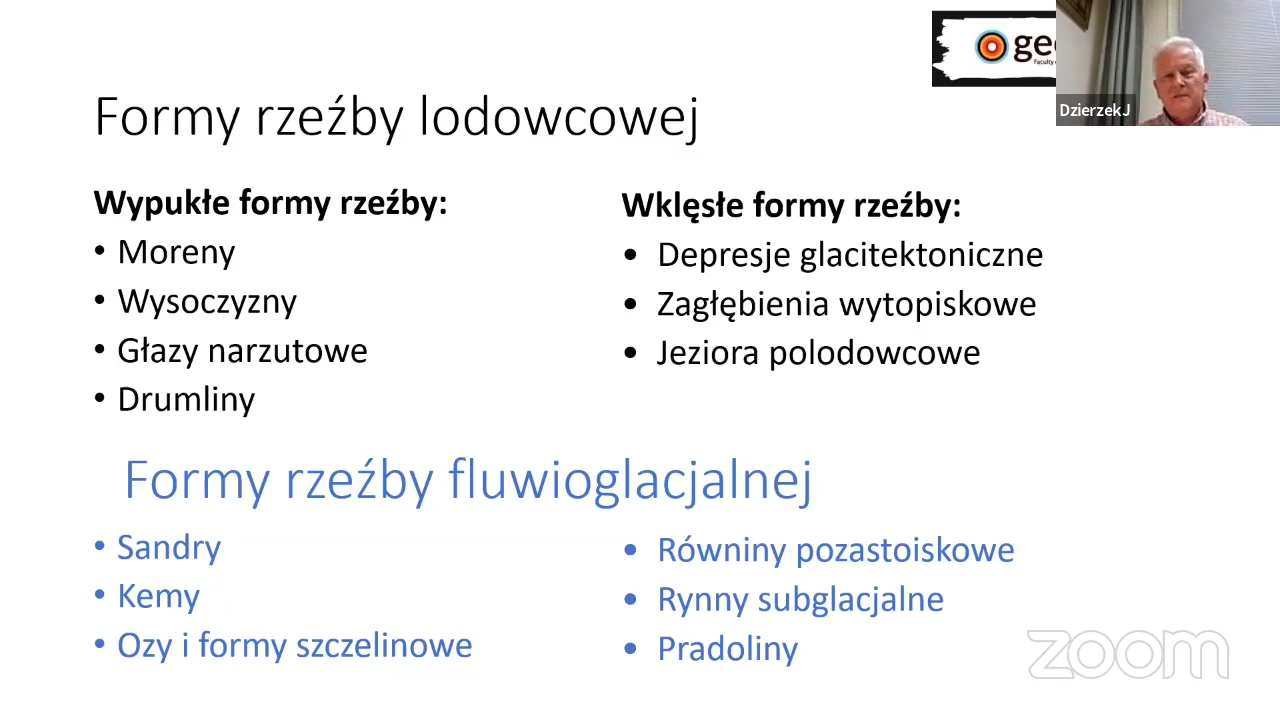 Formy rzeźby lodowcowej
Wypukłe formy rzeźby:
• Moreny
• Wysoczyzny
• Głazy narzutowe
• Drumliny
Wklęsłe formy rzeźby:
• Depresje glacitektoniczne
• Zagłębienia wytopiskowe
• Jeziora polodowcowe
Formy rzeźby fluwioglacjalnej
• Sandry
• Kemy
• Ozy i formy szczelinowe
• Równiny pozastoiskowe
• Rynny subglacjalne
• Pradoliny
Faculty
DzierzekJ
zoom